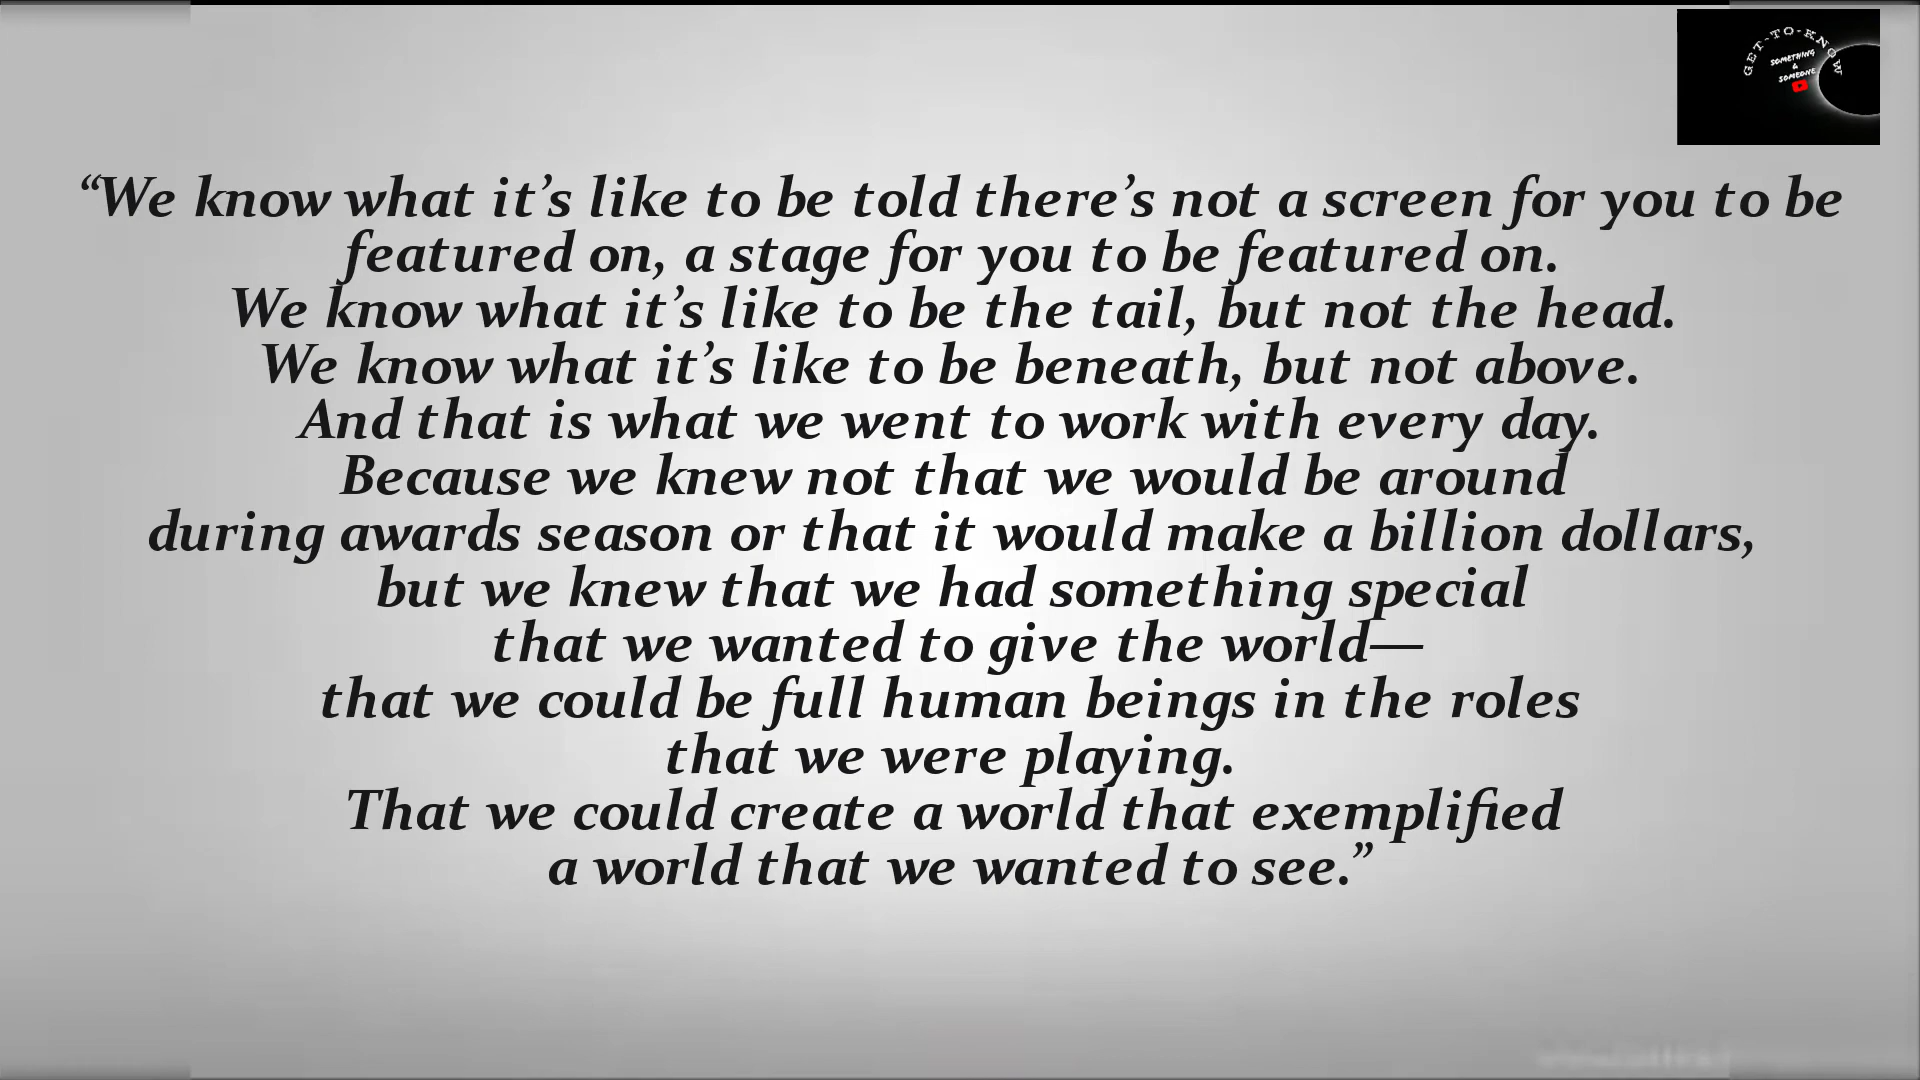 GET-TO-KNOW
SOMETHING
&
SOMEONE
“We know what it’s like to be told there’s not a screen for you to be
featured on, a stage for you to be featured on.
We know what it’s like to be the tail, but not the head.
We know what it’s like to be beneath, but not above.
And that is what we went to work with every day.
Because we knew not that we would be around
during awards season or that it would make a billion dollars,
but we knew that we had something special
that we wanted to give the world—
that we could be full human beings in the roles
that we were playing.
That we could create a world that exemplified
a world that we wanted to see.”